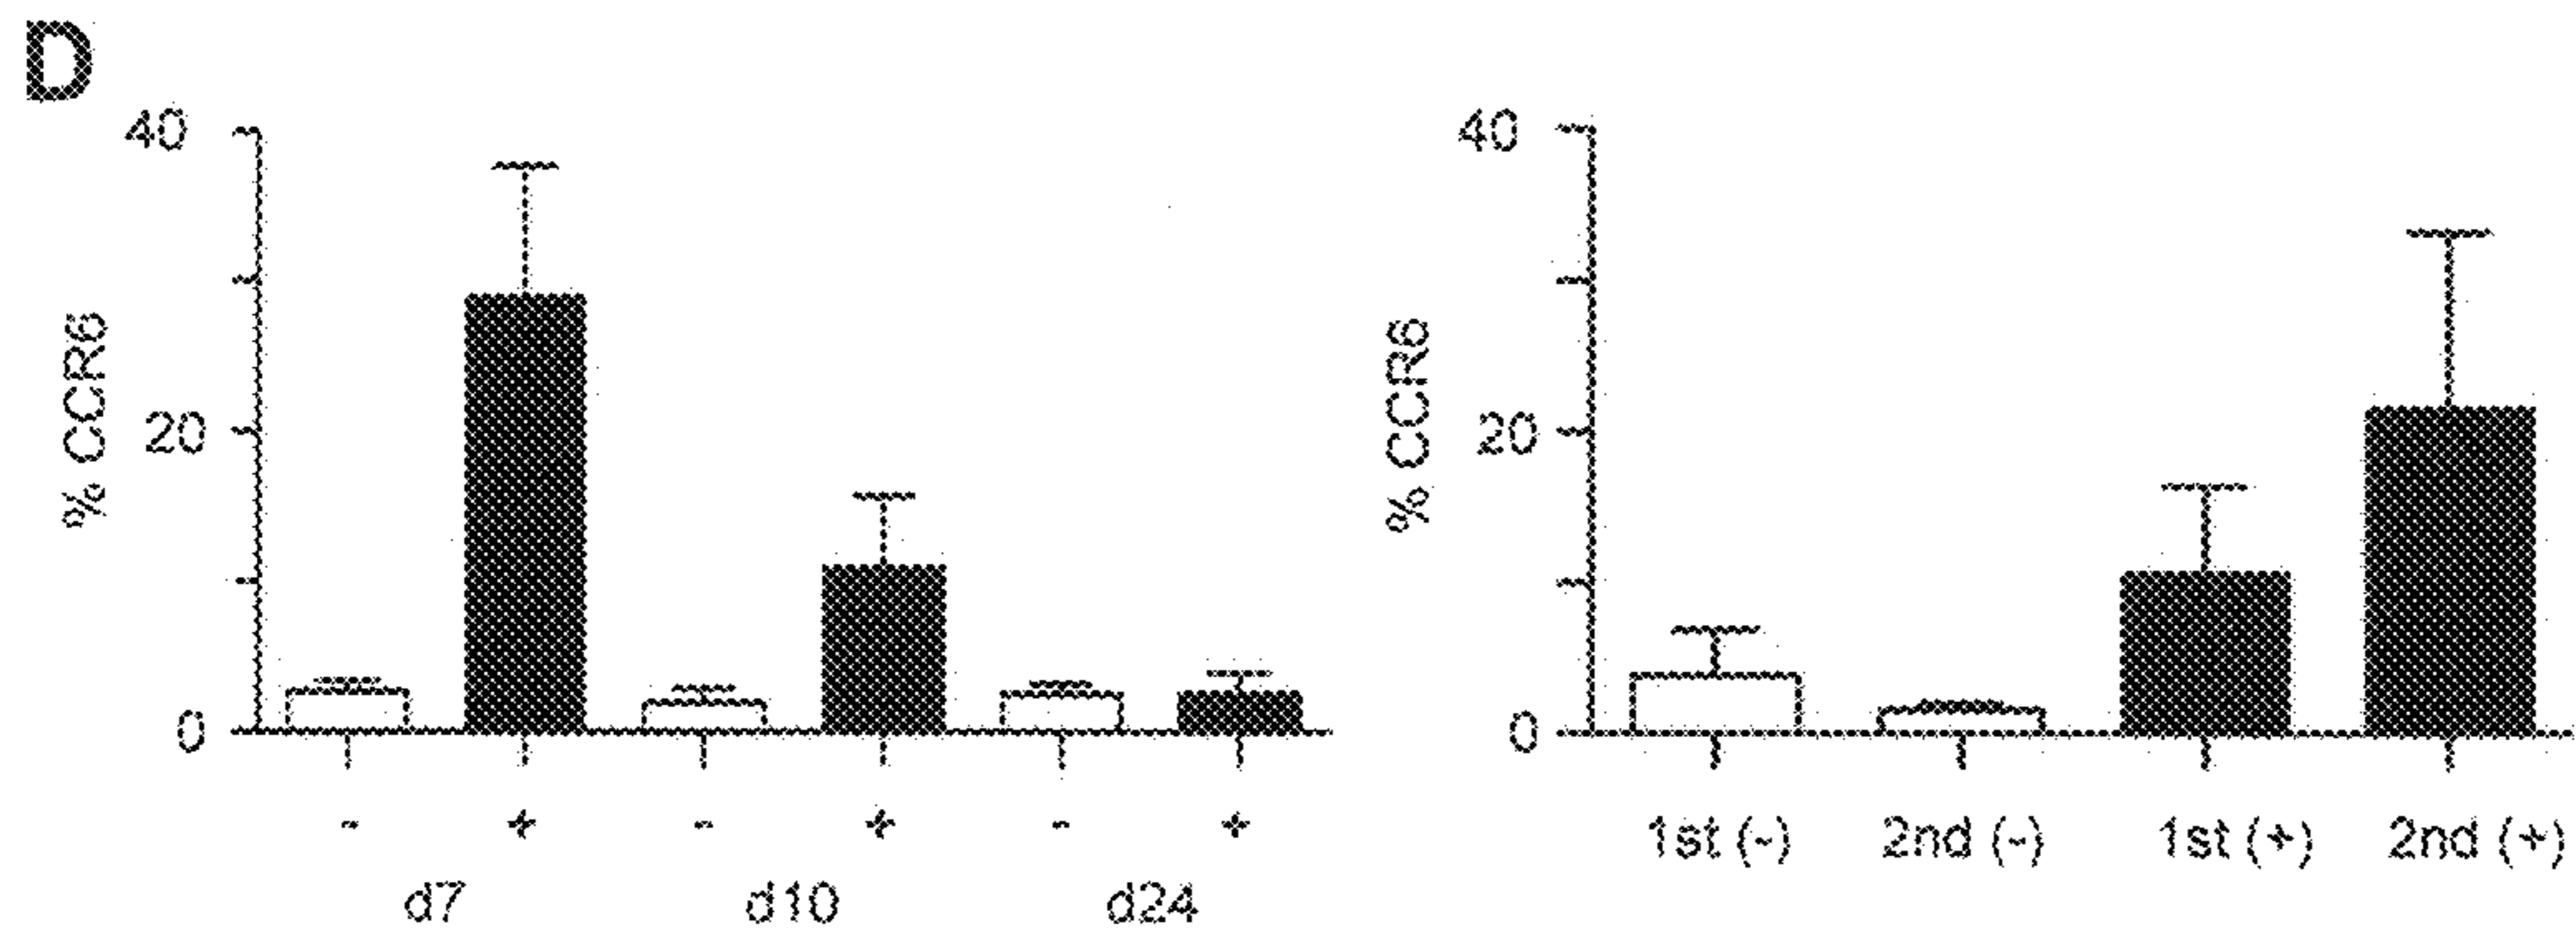 D
40
20
0
% CCR6
- + - + - +
d7 d10 d24
40
20
0
% CCR6
1st (-) 2nd (-) 1st (+) 2nd (+)